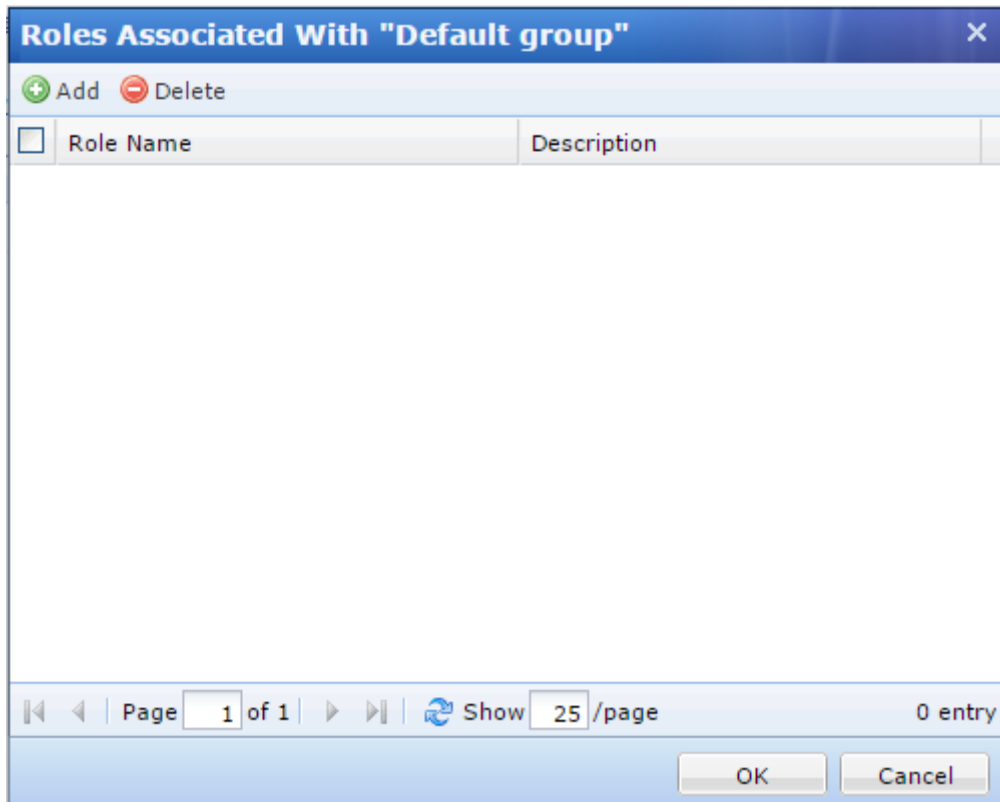 Roles Associated With "Default group"
Add Delete
Role Name Description
Page 1 of 1 Show 25 /page 0 entry
OK Cancel